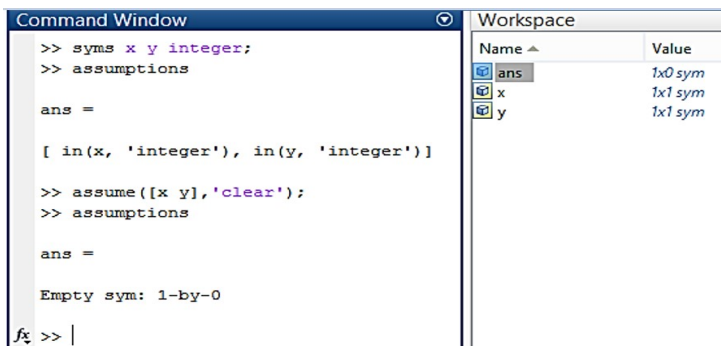 Command Window
>> syms x y integer;
>> assumptions
ans =
[ in(x, 'integer'), in(y, 'integer')]
>> assume([x y],'clear');
>> assumptions
ans =
Empty sym: 1-by-0
fx >>
Workspace
Name Value
ans 1x0 sym
x 1x1 sym
y 1x1 sym